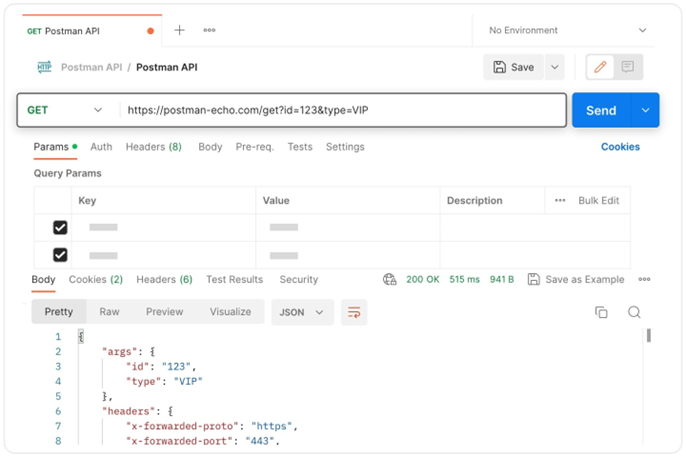 GET Postman API No Environment
HTTP Postman API / Postman API Save
GET https://postman-echo.com/get?id=123&type=VIP Send
Params Auth Headers (8) Body Pre-req. Tests Settings Cookies
Query Params
Key Value Description Bulk Edit
Body Cookies (2) Headers (6) Test Results Security 200 OK 515 ms 941 B Save as Example
Pretty Raw Preview Visualize JSON
1 {
2 "args": {
3 "id": "123",
4 "type": "VIP"
5 },
6 "headers": {
7 "x-forwarded-proto": "https",
8 "x-forwarded-port": "443",